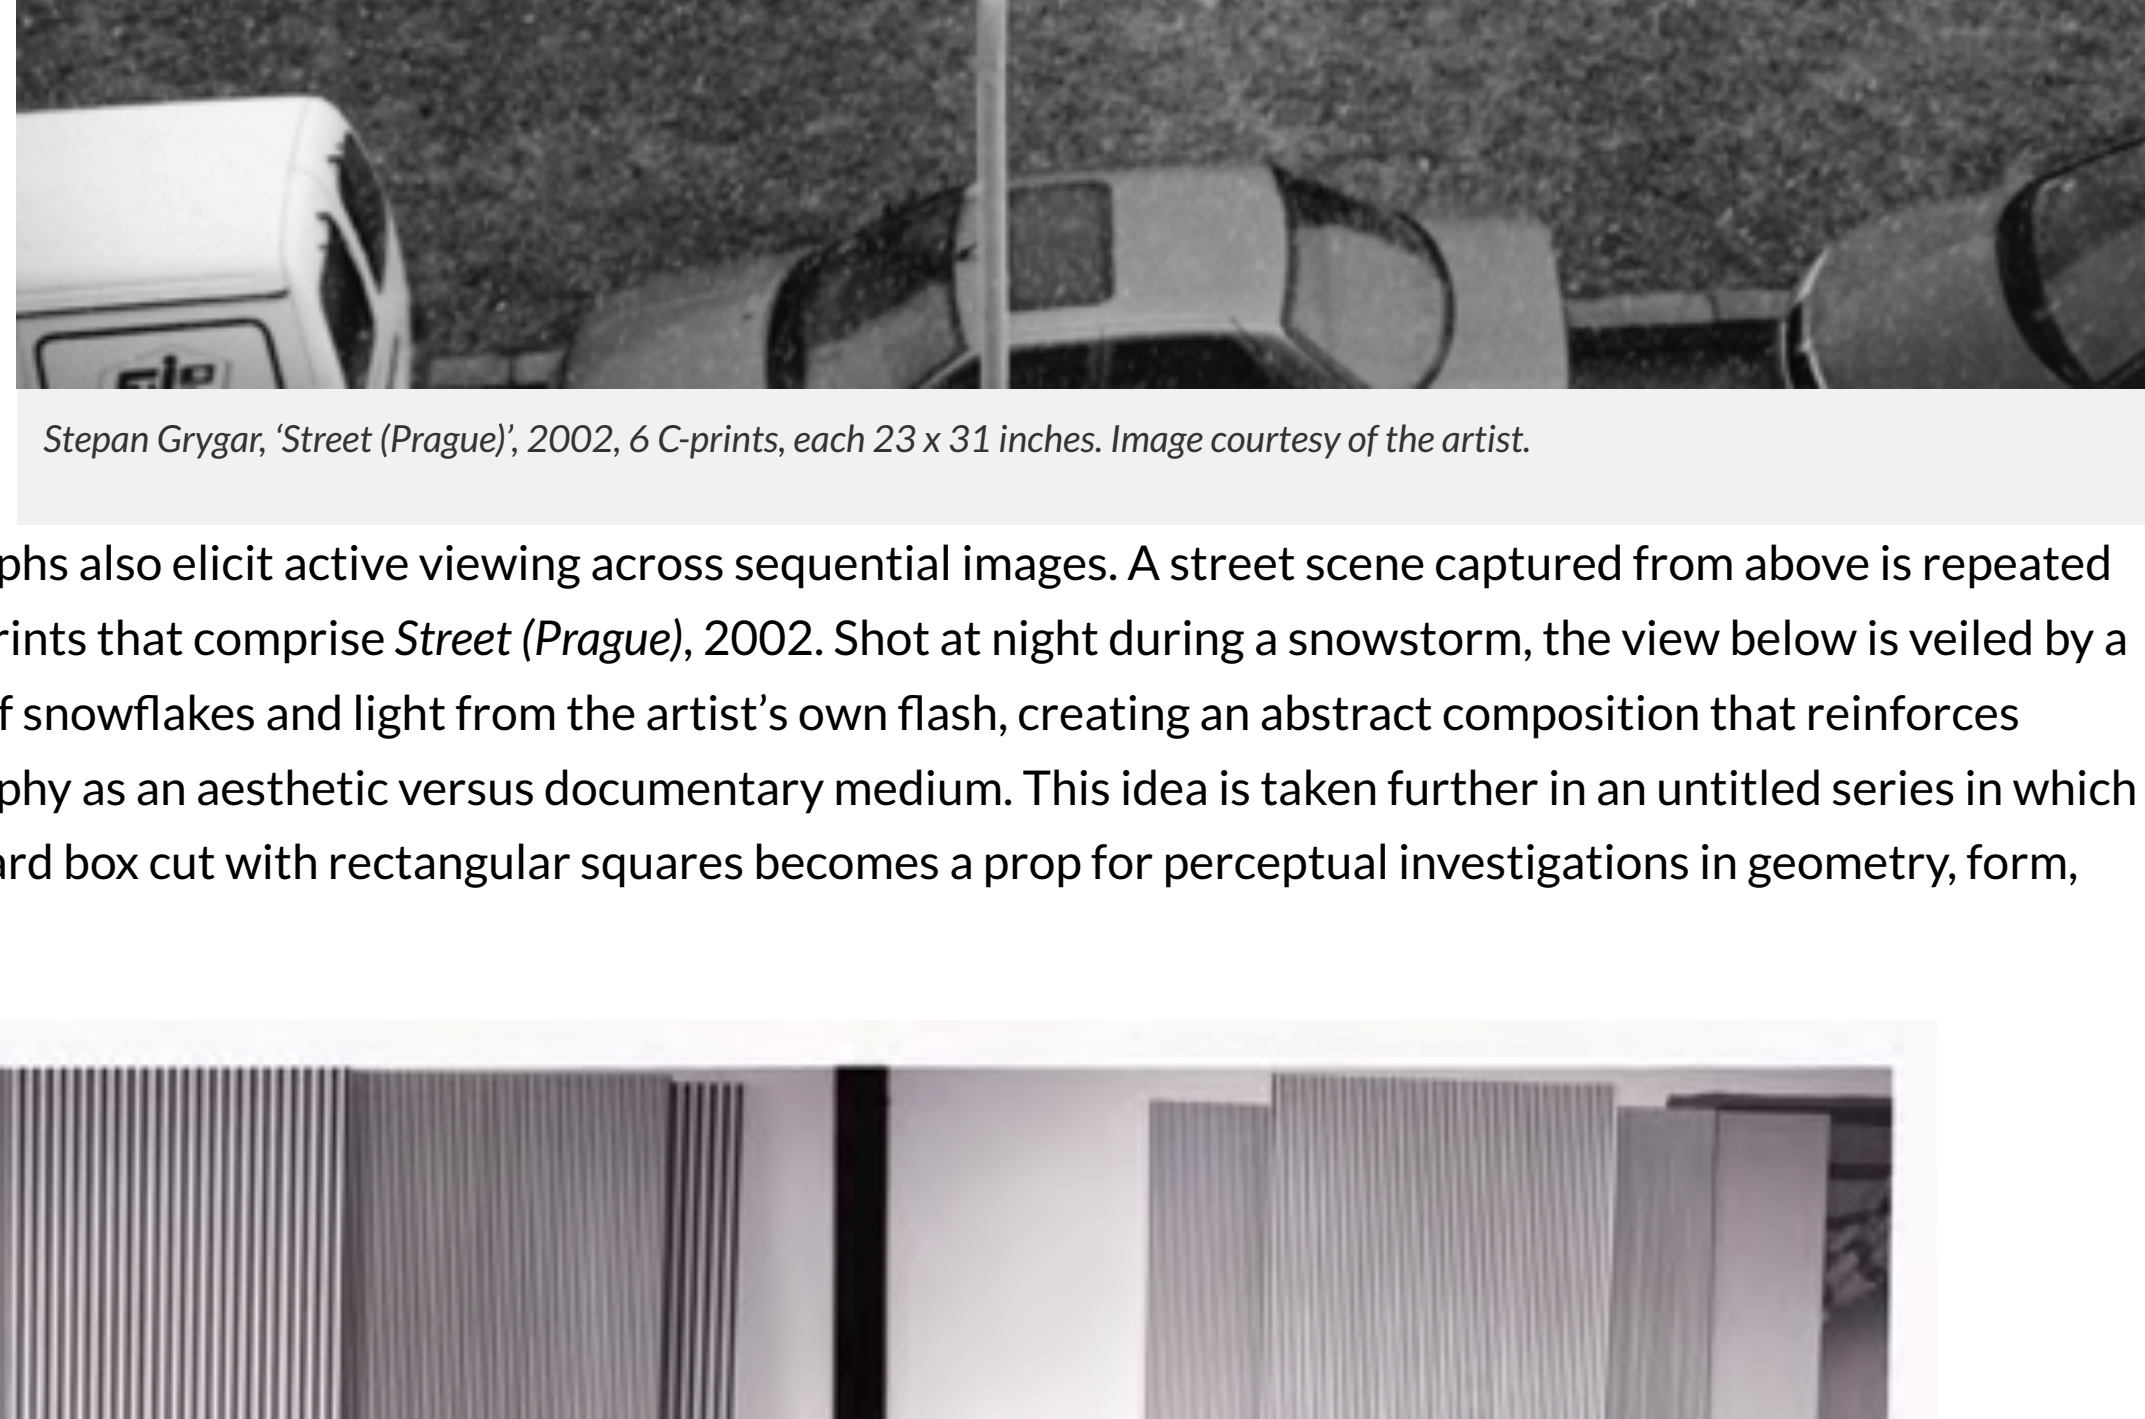 Stepan Grygar, ‘Street (Prague)’, 2002, 6 C-prints, each 23 x 31 inches. Image courtesy of the artist.
phs also elicit active viewing across sequential images. A street scene captured from above is repeated
rints that comprise Street (Prague), 2002. Shot at night during a snowstorm, the view below is veiled by a
f snowflakes and light from the artist’s own flash, creating an abstract composition that reinforces
phy as an aesthetic versus documentary medium. This idea is taken further in an untitled series in which
ard box cut with rectangular squares becomes a prop for perceptual investigations in geometry, form,